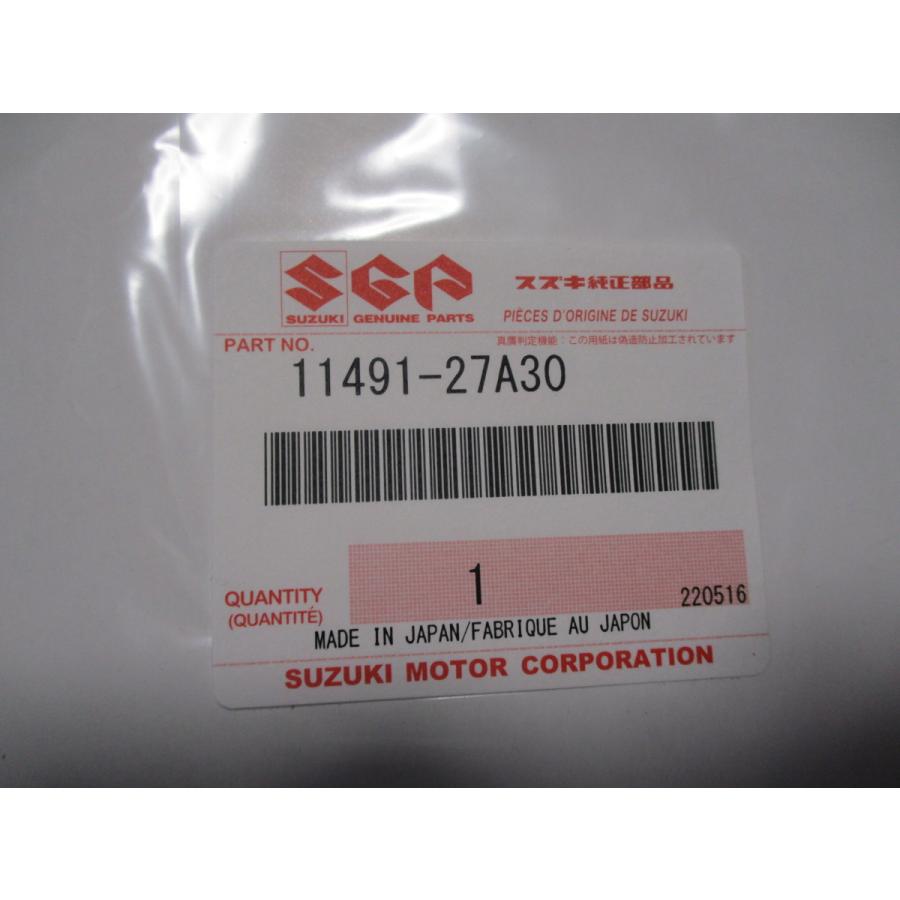 SGP スズキ純正部品
SUZUKI GENUINE PARTS PIÈCES D'ORIGINE DE SUZUKI
PART NO. 真贋判定機能：この用紙は偽造防止加工されています
11491-27A30
QUANTITY 1 220516
(QUANTITÉ)
MADE IN JAPAN/FABRIQUE AU JAPON
SUZUKI MOTOR CORPORATION